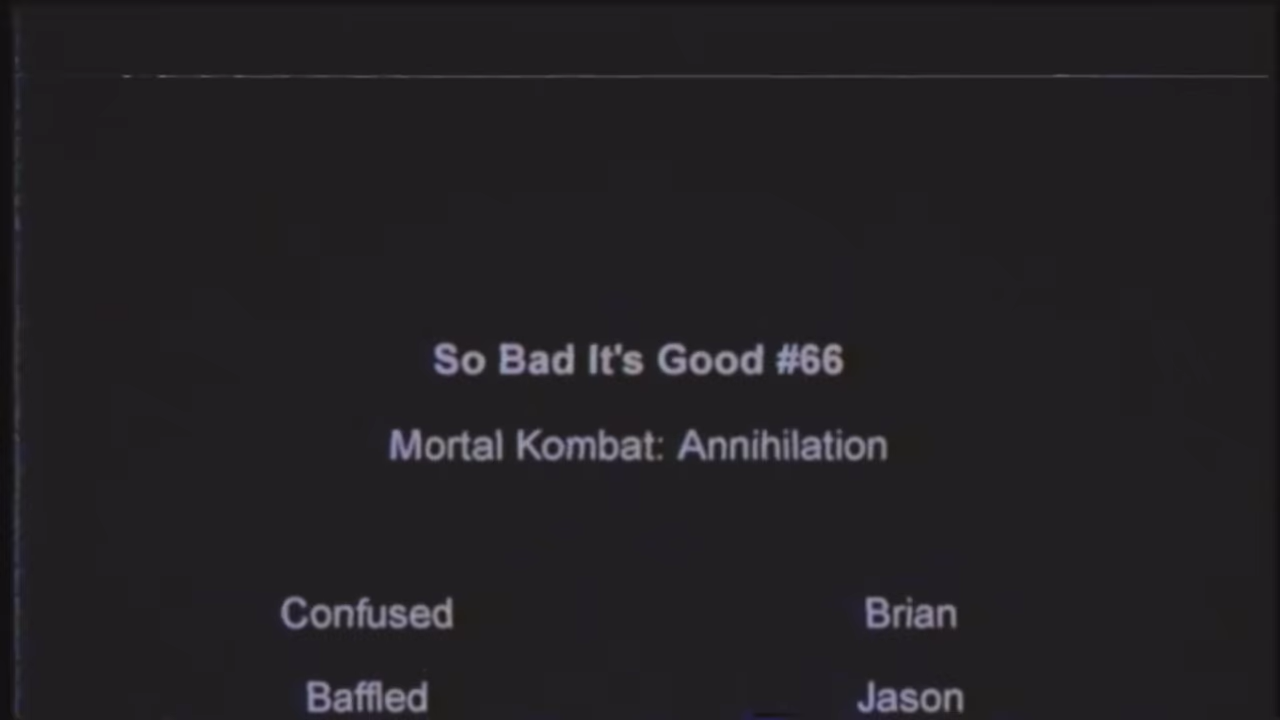 So Bad It's Good #66
Mortal Kombat: Annihilation
Confused Brian
Baffled Jason